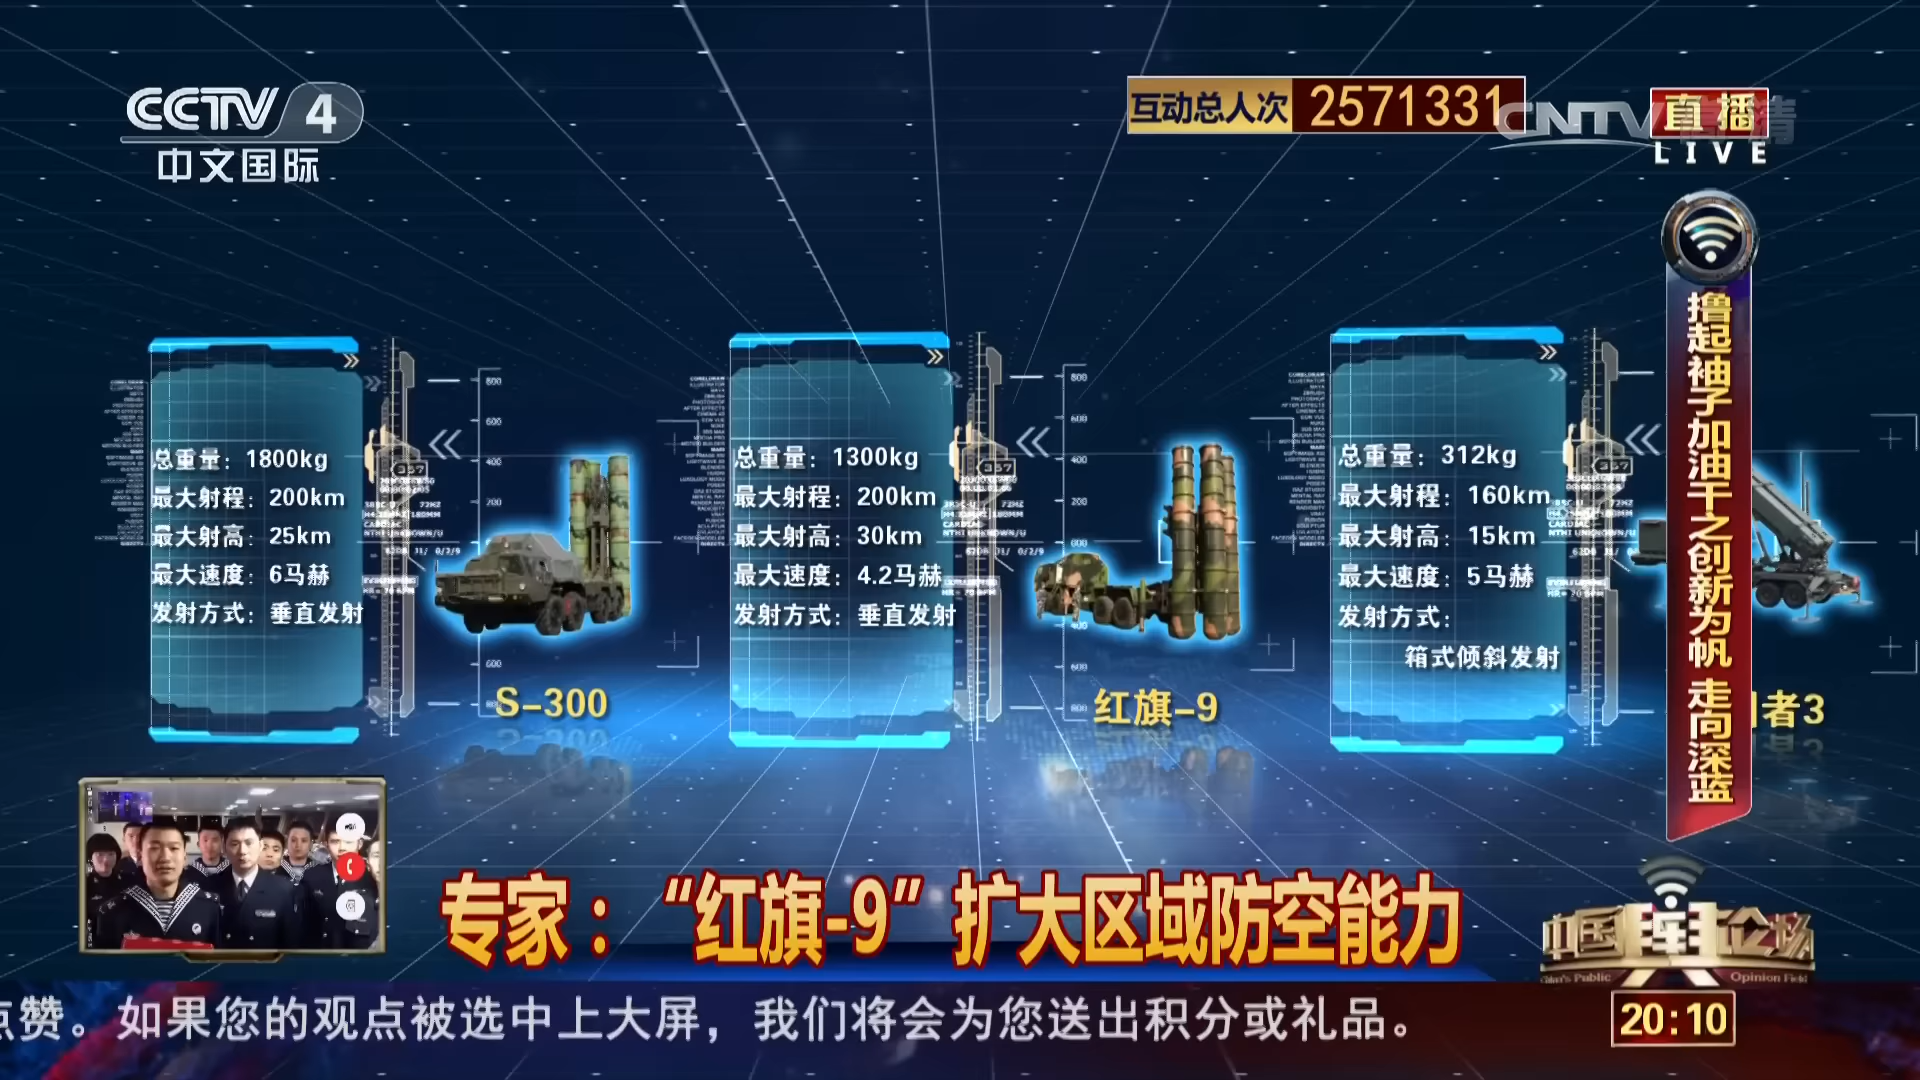 CCTV 4
中文国际
互动总人次 2571331
CNTV 高清
直播
LIVE
撸起袖子加油干之创新为帆 走向深蓝
总重量：1800kg
最大射程：200km
最大射高：25km
最大速度：6马赫
发射方式：垂直发射
S-300
总重量：1300kg
最大射程：200km
最大射高：30km
最大速度：4.2马赫
发射方式：垂直发射
红旗-9
总重量：312kg
最大射程：160km
最大射高：15km
最大速度：5马赫
发射方式：
箱式倾斜发射
者3
专家：“红旗-9”扩大区域防空能力
中国舆论场
China's Public Opinion Field
点赞。如果您的观点被选中上大屏，我们将会为您送出积分或礼品。
20:10